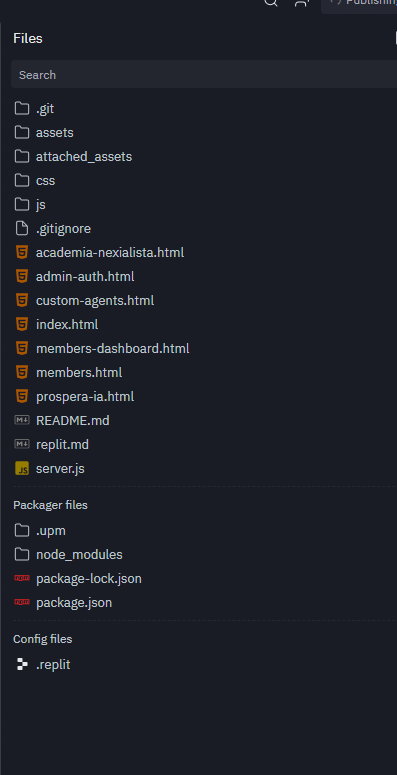 Publishing
Files
Search
.git
assets
attached_assets
css
js
.gitignore
academia-nexialista.html
admin-auth.html
custom-agents.html
index.html
members-dashboard.html
members.html
prospera-ia.html
README.md
replit.md
server.js
Packager files
.upm
node_modules
package-lock.json
package.json
Config files
.replit